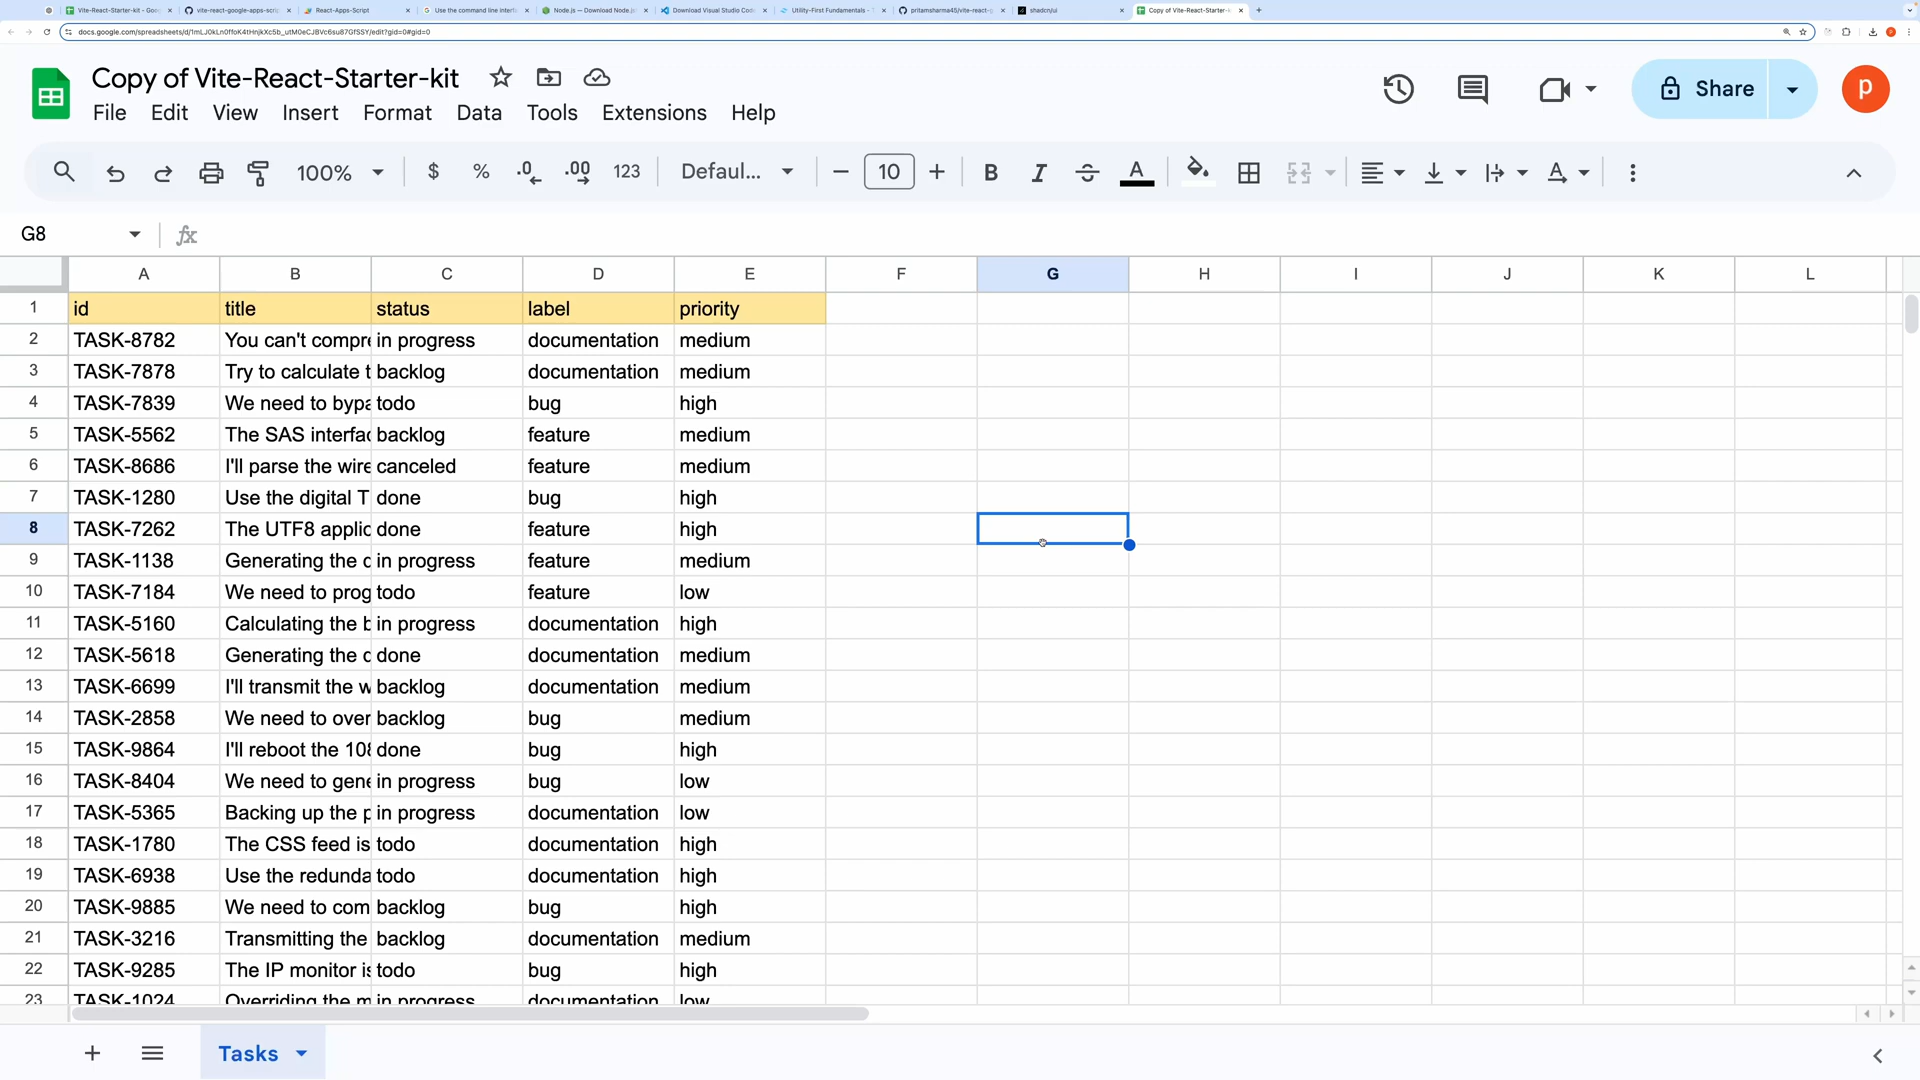 Vite-React-Starter-kit - Goo
vite-react-google-apps-scrip
React-Apps-Script
Use the command line interf
Node.js — Download Node.js
Download Visual Studio Cod
Utility-First Fundamentals - T
pritamsharma45/vite-react-g
shadcn/ui
Copy of Vite-React-Starter-k
Copy of Vite-React-Starter-kit
File Edit View Insert Format Data Tools Extensions Help
Share
p
100% $ % .0 .00 123 Defaul... 10 B I A
G8
A B C D E F G H I J K L
1 id title status label priority
2 TASK-8782 You can't compre in progress documentation medium
3 TASK-7878 Try to calculate t backlog documentation medium
4 TASK-7839 We need to bypa todo bug high
5 TASK-5562 The SAS interfac backlog feature medium
6 TASK-8686 I'll parse the wire canceled feature medium
7 TASK-1280 Use the digital T done bug high
8 TASK-7262 The UTF8 applic done feature high
9 TASK-1138 Generating the d in progress feature medium
10 TASK-7184 We need to prog todo feature low
11 TASK-5160 Calculating the b in progress documentation high
12 TASK-5618 Generating the d done documentation medium
13 TASK-6699 I'll transmit the w backlog documentation medium
14 TASK-2858 We need to over backlog bug medium
15 TASK-9864 I'll reboot the 108 done bug high
16 TASK-8404 We need to gene in progress bug low
17 TASK-5365 Backing up the p in progress documentation low
18 TASK-1780 The CSS feed is todo documentation high
19 TASK-6938 Use the redunda todo documentation high
20 TASK-9885 We need to com backlog bug high
21 TASK-3216 Transmitting the backlog documentation medium
22 TASK-9285 The IP monitor is todo bug high
23 TASK-1024 Overriding the m in progress documentation low
Tasks